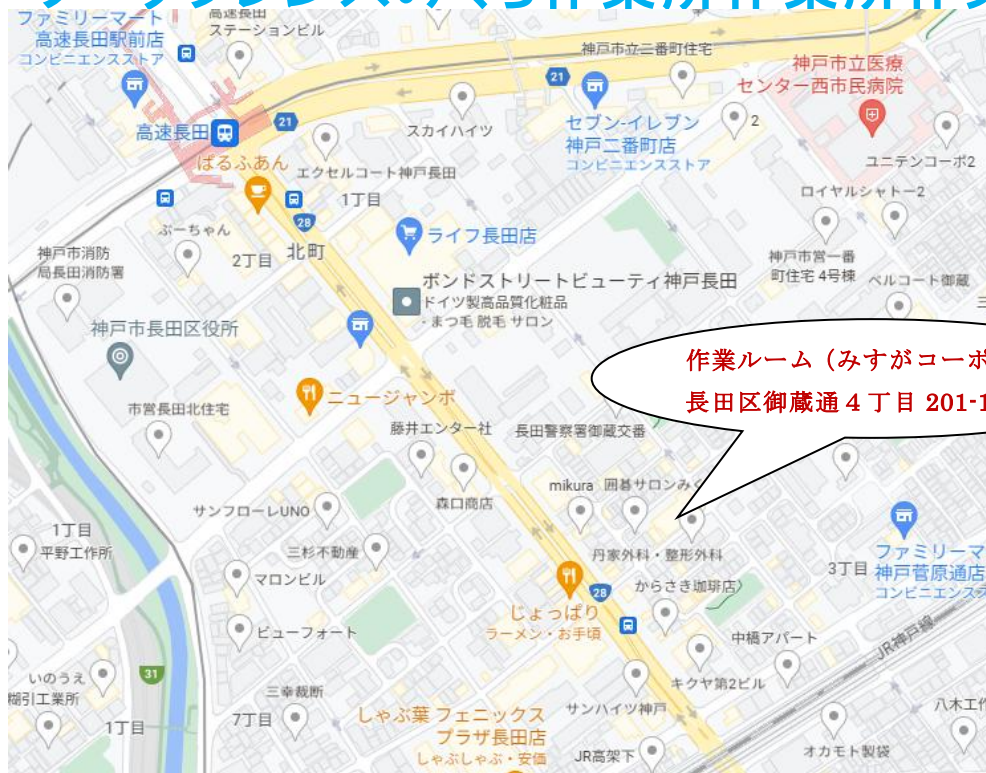 作業所作業所作
ファミリーマート
高速長田駅前店
コンビニエンスストア
高速長田
ステーションビル
神戸市立二番町住宅
神戸市立医療
センター西市民病院
21
セブン-イレブン
神戸二番町店
コンビニエンスストア
2
高速長田
21
スカイハイツ
ユニテンコーポ2
ぱるふあん
エクセルコート神戸長田
1丁目
ロイヤルシャトー2
28
ぶーちゃん
北町
2丁目
ライフ長田店
神戸市消防
局長田消防署
神戸市営一番
町住宅 4号棟
ベルコート御蔵
ボンドストリートビューティ神戸長田
ドイツ製高品質化粧品
・まつ毛 脱毛 サロン
神戸市長田区役所
作業ルーム（みすがコーポ
長田区御蔵通４丁目 201-1
ニュージャンボ
市営長田北住宅
藤井エンター社
長田警察署御蔵交番
mikura
囲碁サロンみ
森口商店
サンフローレUNO
1丁目
平野工作所
三杉不動産
丹家外科・整形外科
ファミリーマ
神戸菅原通店
コンビニエンスス
3丁目
マロンビル
28
からさき珈琲店
じょっぱり
ラーメン・お手頃
ビューフォート
中橋アパート
JR神戸線
31
いのうえ
糊引工業所
キクヤ第2ビル
三幸裁断
7丁目
しゃぶ葉 フェニックス
プラザ長田店
しゃぶしゃぶ・安価
サンハイツ神戸
八木工作
1丁目
JR高架下
オカモト製袋